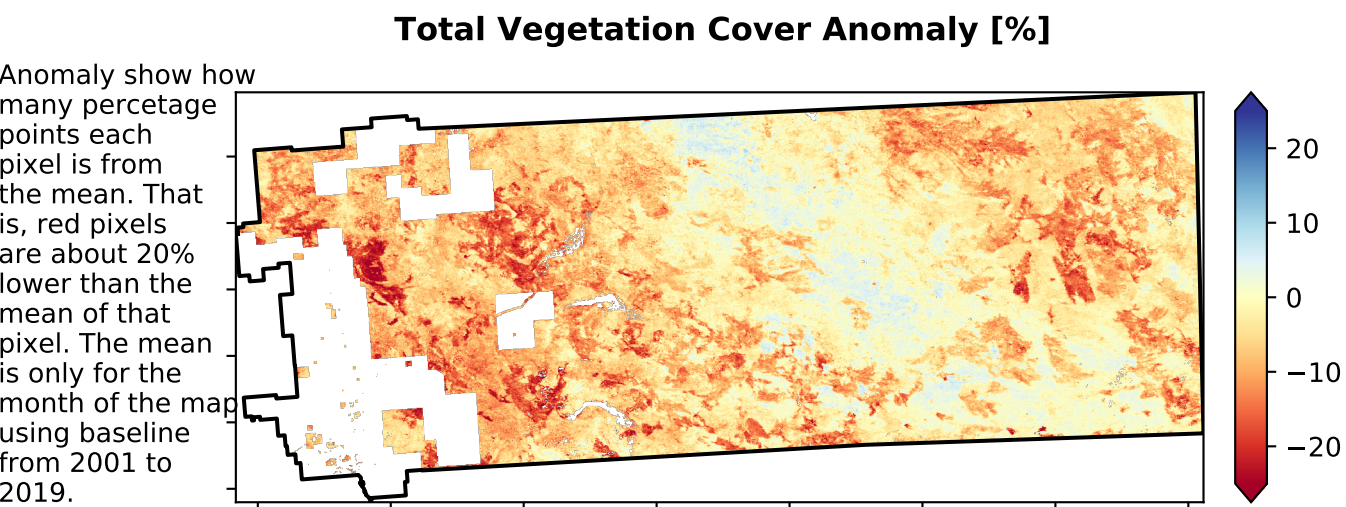 Total Vegetation Cover Anomaly [%]
Anomaly show how
many percetage
points each
pixel is from
the mean. That
is, red pixels
are about 20%
lower than the
mean of that
pixel. The mean
is only for the
month of the map
using baseline
from 2001 to
2019.
20
10
0
−10
−20